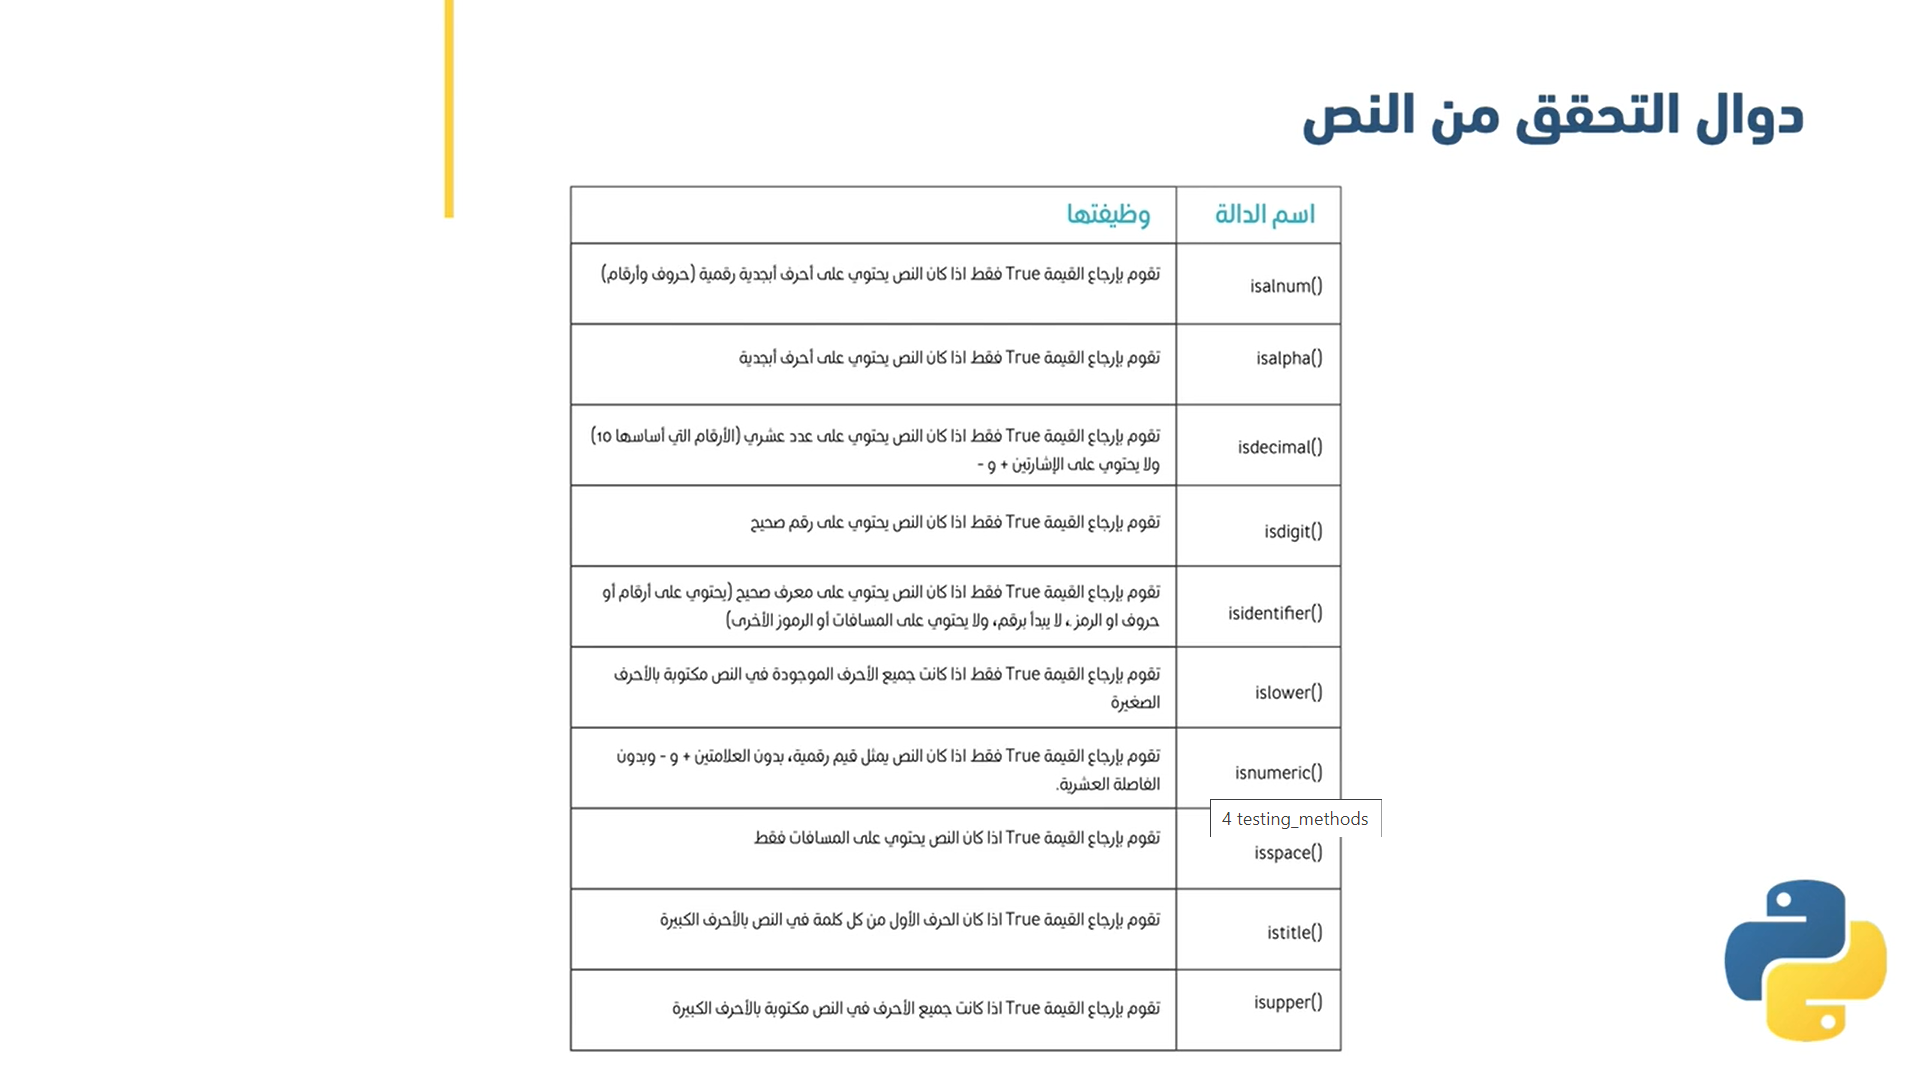 دوال التحقق من النص
اسم الدالة
وظيفتها
isalnum()
تقوم بإرجاع القيمة True فقط اذا كان النص يحتوي على أحرف أبجدية رقمية (حروف وأرقام)
isalpha()
تقوم بإرجاع القيمة True فقط اذا كان النص يحتوي على أحرف أبجدية
isdecimal()
تقوم بإرجاع القيمة True فقط اذا كان النص يحتوي على عدد عشري (الأرقام التي أساسها 10)
ولا يحتوي على الإشارتين + و -
isdigit()
تقوم بإرجاع القيمة True فقط اذا كان النص يحتوي على رقم صحيح
isidentifier()
تقوم بإرجاع القيمة True فقط اذا كان النص يحتوي على معرف صحيح (يحتوي على أرقام أو
حروف او الرمز _، لا يبدأ برقم، ولا يحتوي على المسافات أو الرموز الأخرى)
islower()
تقوم بإرجاع القيمة True فقط اذا كانت جميع الأحرف الموجودة في النص مكتوبة بالأحرف
الصغيرة
isnumeric()
تقوم بإرجاع القيمة True فقط اذا كان النص يمثل قيم رقمية، بدون العلامتين + و - وبدون
الفاصلة العشرية.
4 testing_methods
isspace()
تقوم بإرجاع القيمة True اذا كان النص يحتوي على المسافات فقط
istitle()
تقوم بإرجاع القيمة True اذا كان الحرف الأول من كل كلمة في النص بالأحرف الكبيرة
isupper()
تقوم بإرجاع القيمة True اذا كانت جميع الأحرف في النص مكتوبة بالأحرف الكبيرة